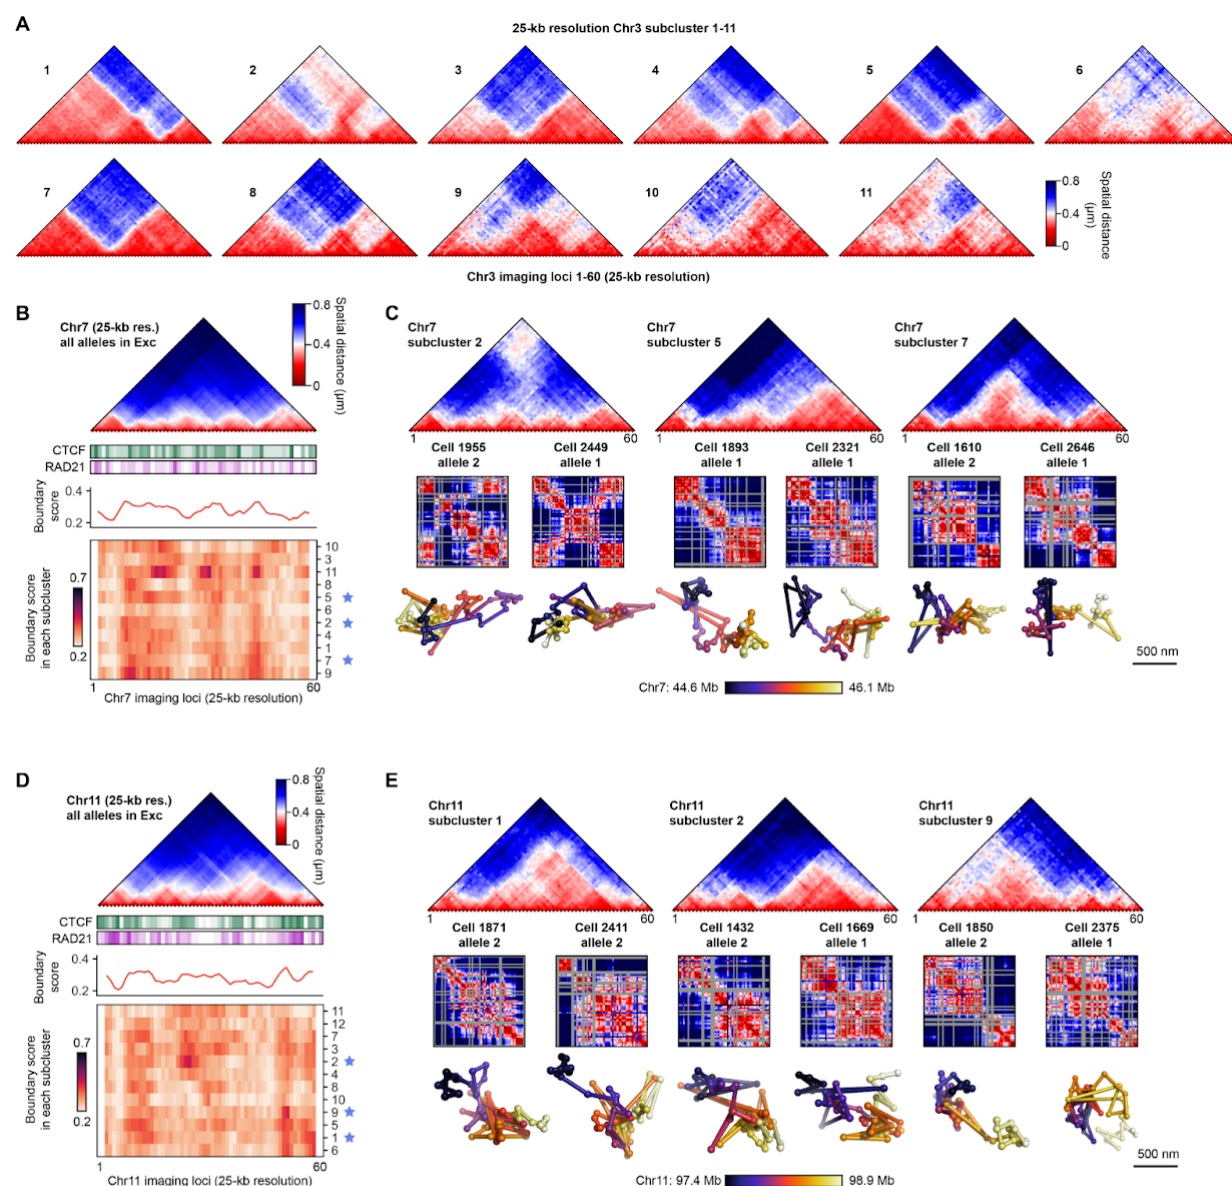 A
25-kb resolution Chr3 subcluster 1-11
1
2
3
4
5
6
7
8
9
10
11
0.8
0.4
0
Spatial distance (µm)
Chr3 imaging loci 1-60 (25-kb resolution)
B
Chr7 (25-kb res.)
all alleles in Exc
0.8
0.4
0
Spatial distance (µm)
CTCF
RAD21
Boundary score
0.4
0.2
Boundary score in each subcluster
0.7
0.2
10
3
11
8
5
6
2
4
1
7
9
1
60
Chr7 imaging loci (25-kb resolution)
C
Chr7
subcluster 2
Chr7
subcluster 5
Chr7
subcluster 7
1
60
1
60
1
60
Cell 1955
allele 2
Cell 2449
allele 1
Cell 1893
allele 1
Cell 2321
allele 1
Cell 1610
allele 2
Cell 2646
allele 1
500 nm
Chr7: 44.6 Mb
46.1 Mb
D
Chr11 (25-kb res.)
all alleles in Exc
0.8
0.4
0
Spatial distance (µm)
CTCF
RAD21
Boundary score
0.4
0.2
Boundary score in each subcluster
0.7
0.2
11
12
7
3
2
4
8
10
9
5
1
6
1
60
Chr11 imaging loci (25-kb resolution)
E
Chr11
subcluster 1
Chr11
subcluster 2
Chr11
subcluster 9
1
60
1
60
1
60
Cell 1871
allele 2
Cell 2411
allele 2
Cell 1432
allele 2
Cell 1669
allele 1
Cell 1850
allele 2
Cell 2375
allele 1
500 nm
Chr11: 97.4 Mb
98.9 Mb